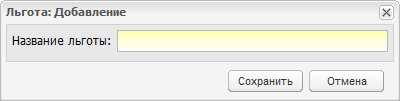 Льгота: Добавление
Название льготы:
Сохранить Отмена